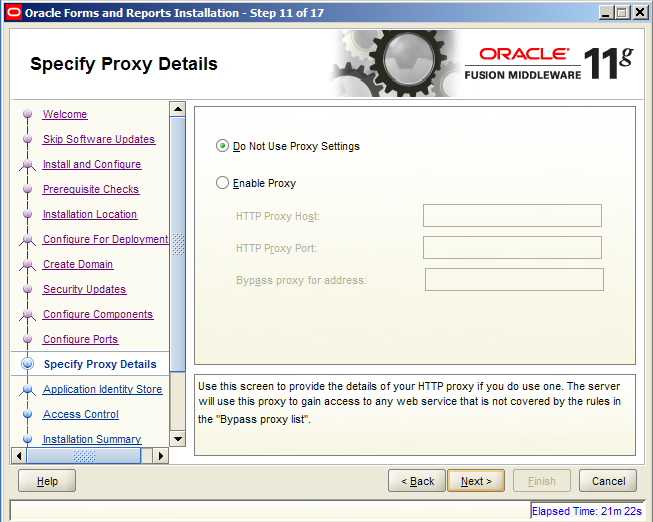 Oracle Forms and Reports Installation - Step 11 of 17
Specify Proxy Details
ORACLE
FUSION MIDDLEWARE
11g
Welcome
Skip Software Updates
Install and Configure
Prerequisite Checks
Installation Location
Configure For Deployment
Create Domain
Security Updates
Configure Components
Configure Ports
Specify Proxy Details
Application Identity Store
Access Control
Installation Summary
Do Not Use Proxy Settings
Enable Proxy
HTTP Proxy Host:
HTTP Proxy Port:
Bypass proxy for address:
Use this screen to provide the details of your HTTP proxy if you do use one. The server
will use this proxy to gain access to any web service that is not covered by the rules in
the "Bypass proxy list".
Help
< Back
Next >
Finish
Cancel
Elapsed Time: 21m 22s